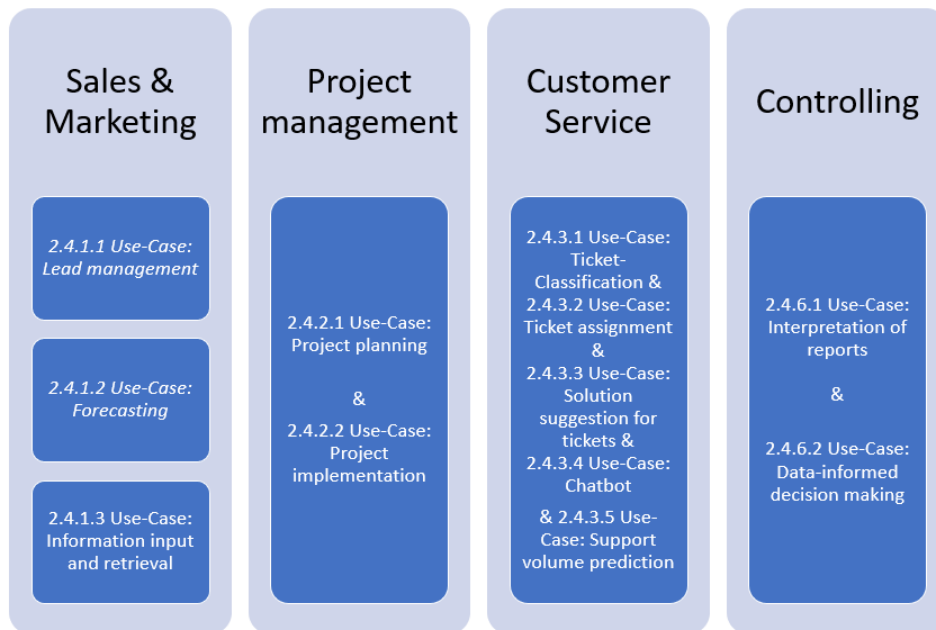 Sales &
Marketing
2.4.1.1 Use-Case:
Lead management
2.4.1.2 Use-Case:
Forecasting
2.4.1.3 Use-Case:
Information input
and retrieval
Project
management
2.4.2.1 Use-Case:
Project planning
&
2.4.2.2 Use-Case:
Project
implementation
Customer
Service
2.4.3.1 Use-Case:
Ticket-
Classification &
2.4.3.2 Use-Case:
Ticket assignment
&
2.4.3.3 Use-Case:
Solution
suggestion for
tickets &
2.4.3.4 Use-Case:
Chatbot
& 2.4.3.5 Use-
Case: Support
volume prediction
Controlling
2.4.6.1 Use-Case:
Interpretation of
reports
&
2.4.6.2 Use-Case:
Data-informed
decision making